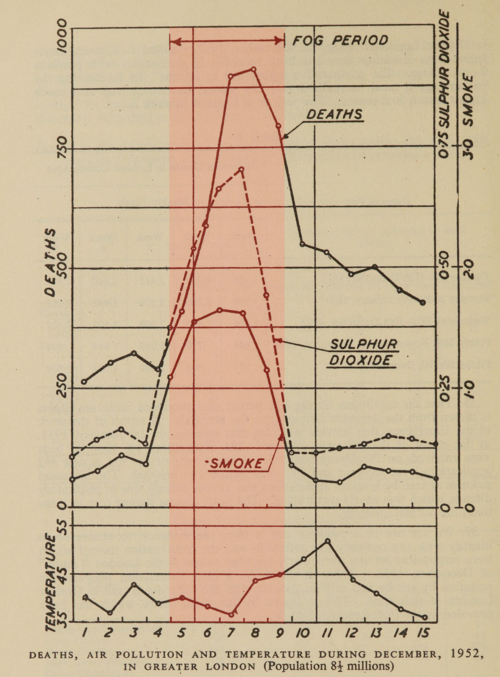 FOG PERIOD
DEATHS
SULPHUR
DIOXIDE
SMOKE
DEATHS
1000
750
500
250
0
SULPHUR DIOXIDE
0·75
0·50
0·25
0
SMOKE
3·0
2·0
1·0
0
TEMPERATURE
55
45
35
1 2 3 4 5 6 7 8 9 10 11 12 13 14 15
DEATHS, AIR POLLUTION AND TEMPERATURE DURING DECEMBER, 1952,
IN GREATER LONDON (Population 8½ millions)